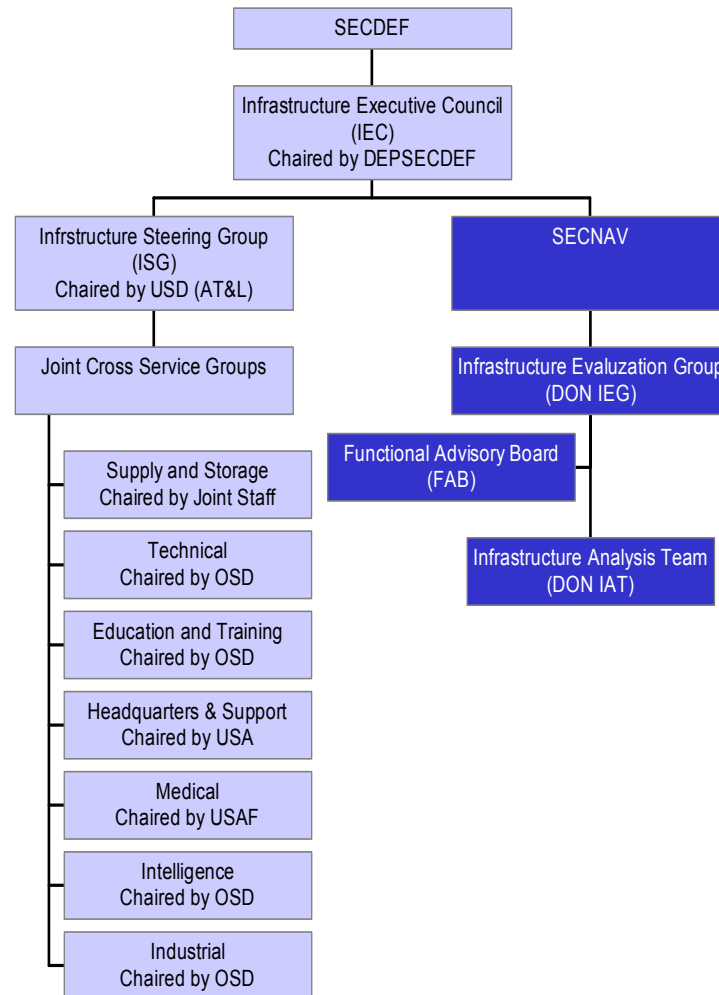 SECDEF
Infrastructure Executive Council
(IEC)
Chaired by DEPSECDEF
Infrstructure Steering Group
(ISG)
Chaired by USD (AT&L)
SECNAV
Joint Cross Service Groups
Infrastructure Evaluzation Group
(DON IEG)
Functional Advisory Board
(FAB)
Infrastructure Analysis Team
(DON IAT)
Supply and Storage
Chaired by Joint Staff
Technical
Chaired by OSD
Education and Training
Chaired by OSD
Headquarters & Support
Chaired by USA
Medical
Chaired by USAF
Intelligence
Chaired by OSD
Industrial
Chaired by OSD